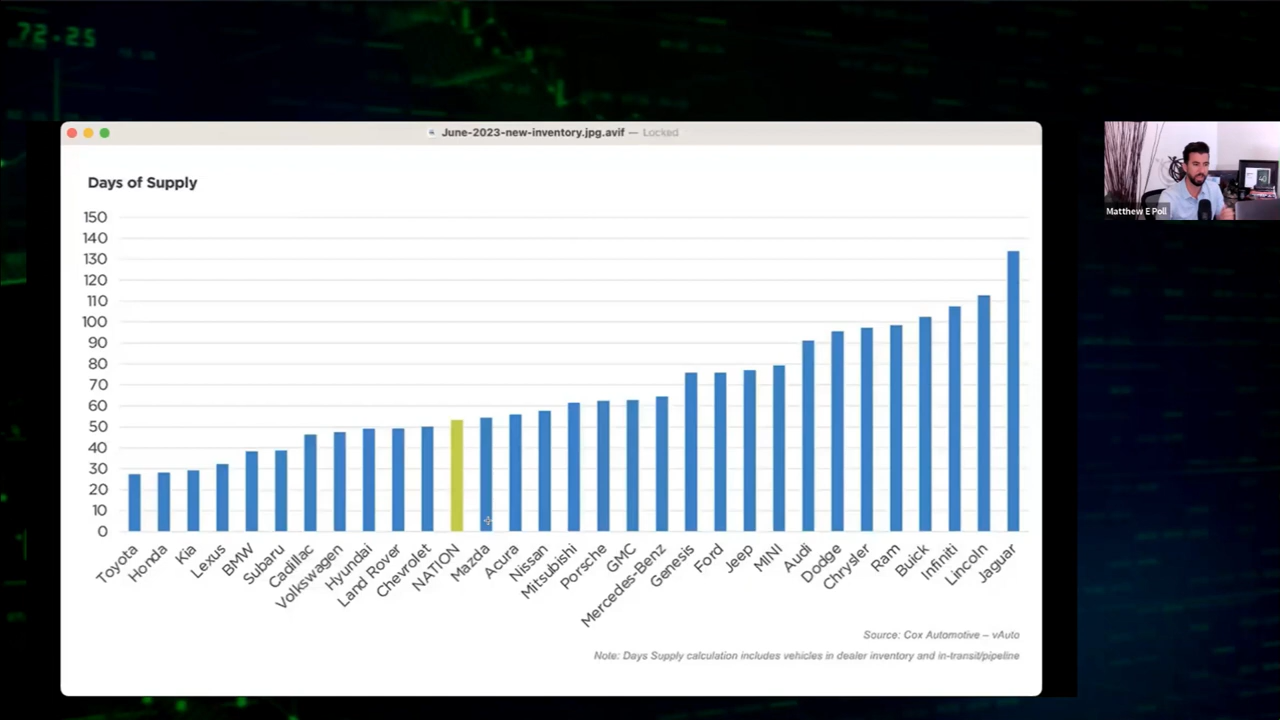 72.25
June-2023-new-inventory.jpg.avif — Locked
Days of Supply
150
140
130
120
110
100
90
80
70
60
50
40
30
20
10
0
Toyota
Honda
Kia
Lexus
BMW
Subaru
Cadillac
Volkswagen
Hyundai
Land Rover
Chevrolet
NATION
Mazda
Acura
Nissan
Mitsubishi
Porsche
GMC
Mercedes-Benz
Genesis
Ford
Jeep
MINI
Audi
Dodge
Chrysler
Ram
Buick
Infiniti
Lincoln
Jaguar
Source: Cox Automotive – vAuto
Note: Days Supply calculation includes vehicles in dealer inventory and in-transit/pipeline
Matthew E Poll